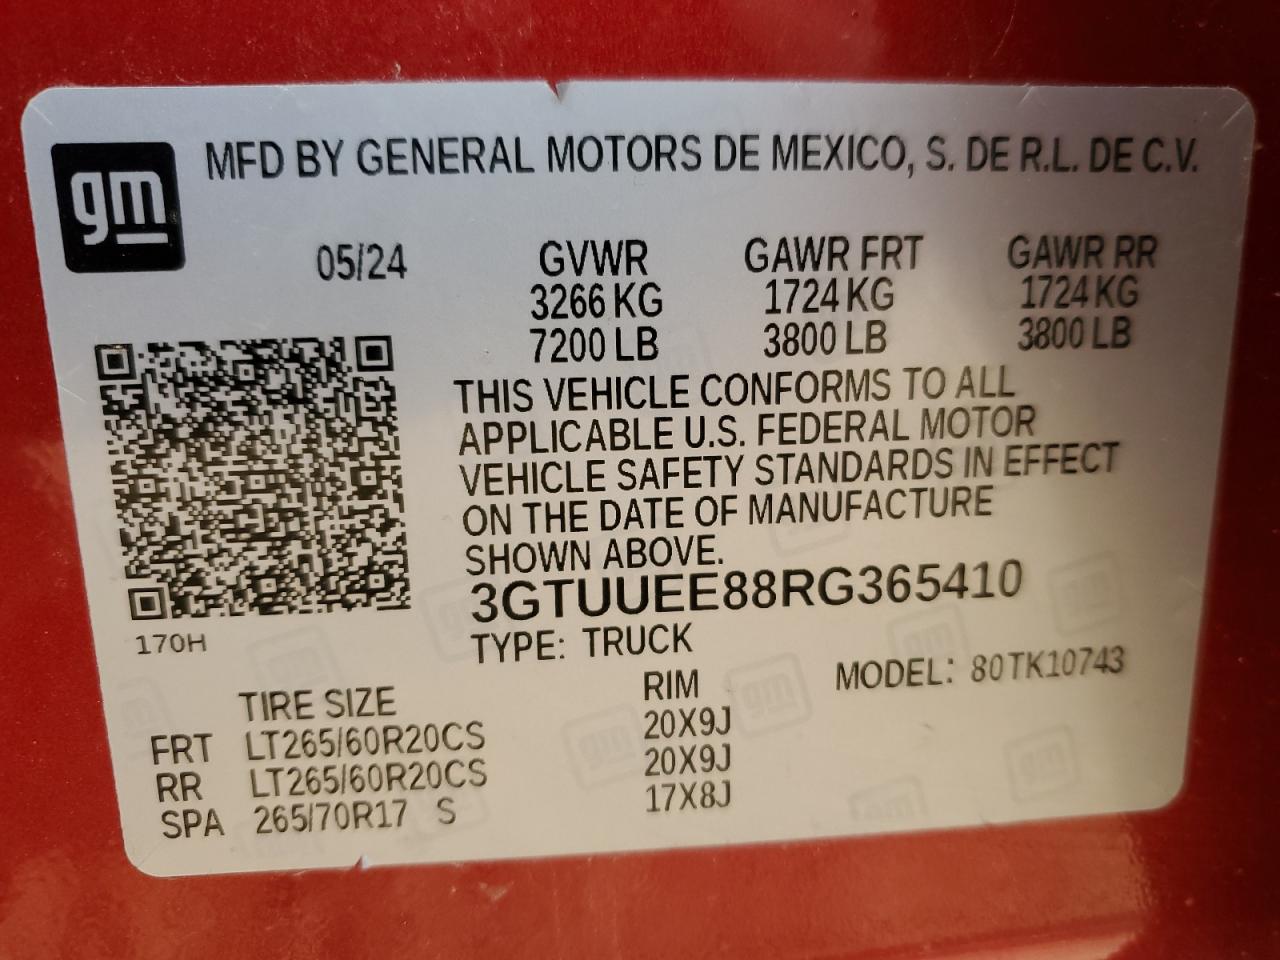 MFD BY GENERAL MOTORS DE MEXICO, S. DE R.L. DE C.V.
gm
05/24 GVWR GAWR FRT GAWR RR
3266 KG 1724 KG 1724 KG
7200 LB 3800 LB 3800 LB
THIS VEHICLE CONFORMS TO ALL
APPLICABLE U.S. FEDERAL MOTOR
VEHICLE SAFETY STANDARDS IN EFFECT
ON THE DATE OF MANUFACTURE
SHOWN ABOVE.
3GTUUEE88RG365410
170H
TYPE: TRUCK
MODEL: 80TK10743
TIRE SIZE RIM
FRT LT265/60R20CS 20X9J
RR LT265/60R20CS 20X9J
SPA 265/70R17 S 17X8J